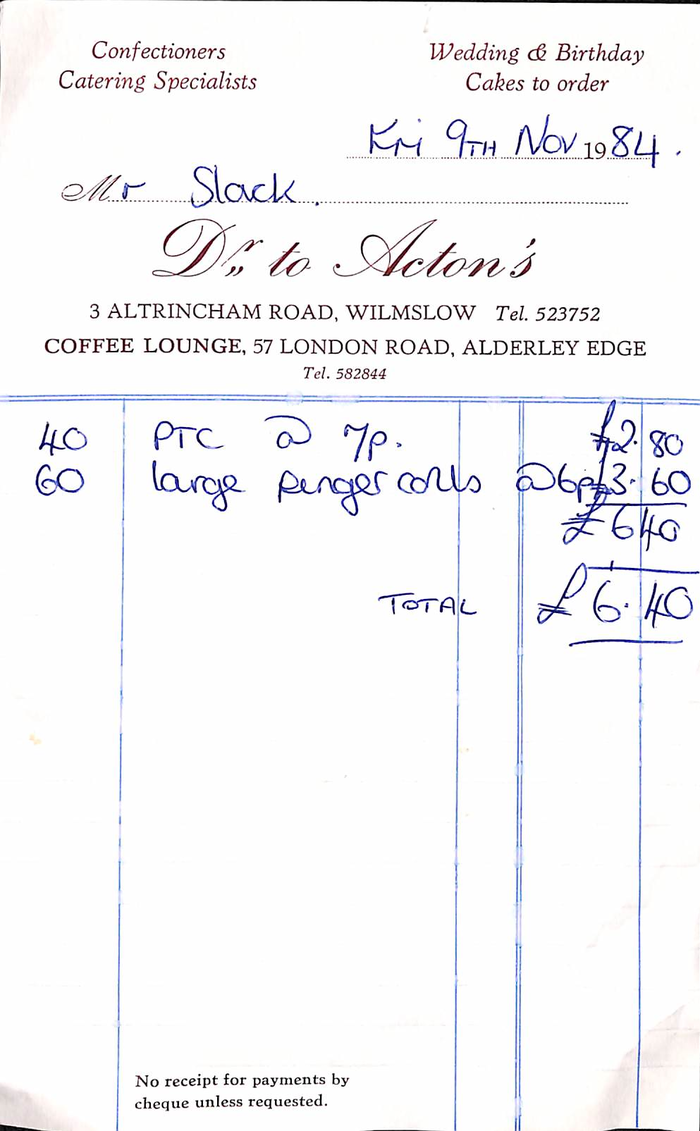 Confectioners
Catering Specialists
Wedding & Birthday
Cakes to order
Fri 9TH Nov 1984.
Mr Slack.
Dr. to Acton's
3 ALTRINCHAM ROAD, WILMSLOW Tel. 523752
COFFEE LOUNGE, 57 LONDON ROAD, ALDERLEY EDGE
Tel. 582844
40 PTC @ 7p. £2.80
60 large finger rolls @6p £3.60
£6 40
TOTAL £6.40
No receipt for payments by
cheque unless requested.